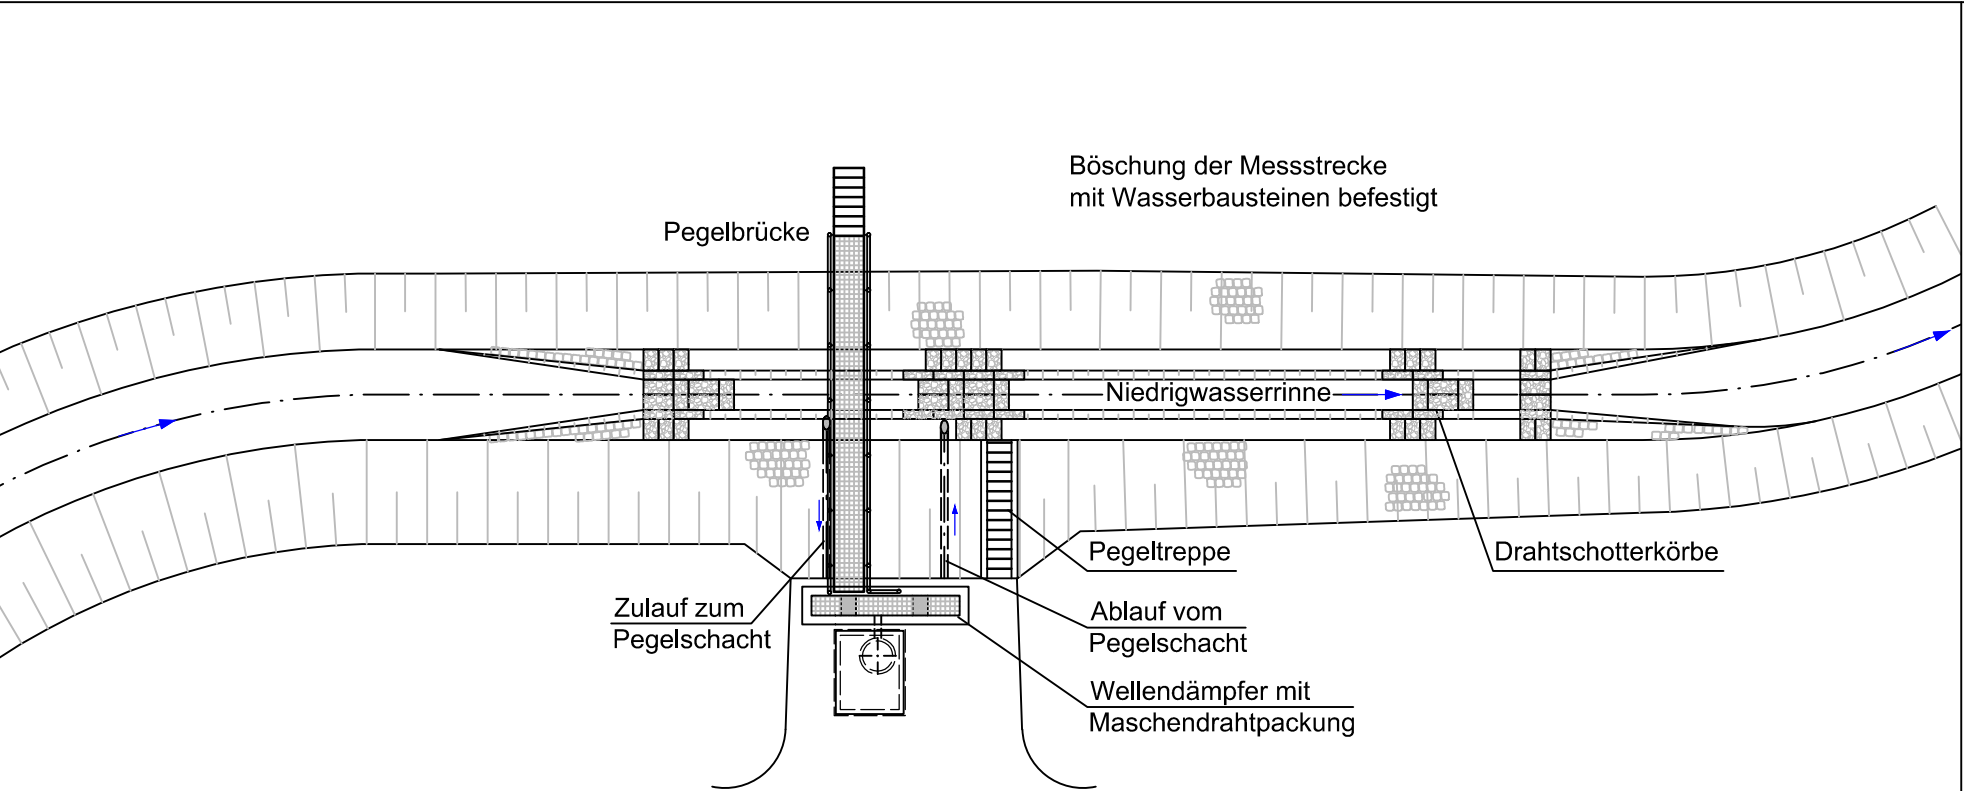 Böschung der Messstrecke
mit Wasserbausteinen befestigt
Pegelbrücke
Niedrigwasserrinne
Pegeltreppe
Drahtschotterkörbe
Zulauf zum
Pegelschacht
Ablauf vom
Pegelschacht
Wellendämpfer mit
Maschendrahtpackung